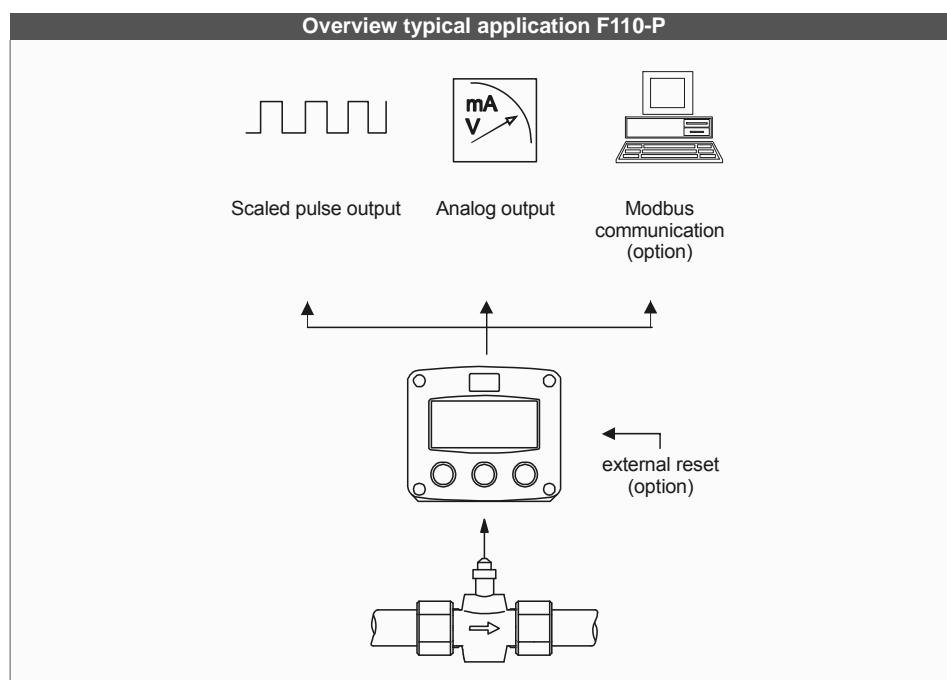 Overview typical application F110-P
mA
V
Scaled pulse output
Analog output
Modbus
communication
(option)
external reset
(option)